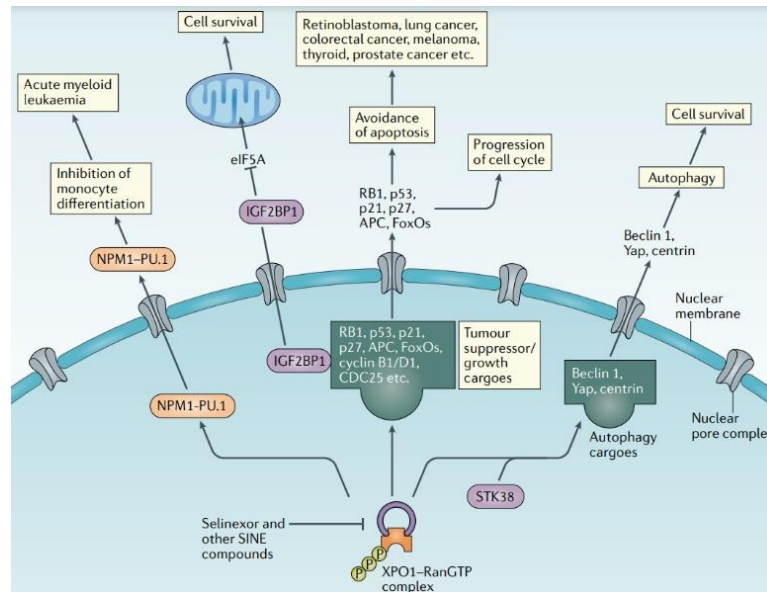 Cell survival
Retinoblastoma, lung cancer,
colorectal cancer, melanoma,
thyroid, prostate cancer etc.
Acute myeloid
leukaemia
Cell survival
Avoidance
of apoptosis
Progression
of cell cycle
eIF5A
Autophagy
Inhibition of
monocyte
differentiation
RB1, p53,
p21, p27,
APC, FoxOs
IGF2BP1
Beclin 1,
Yap, centrin
NPM1–PU.1
Nuclear
membrane
RB1, p53, p21,
p27, APC, FoxOs,
cyclin B1/D1,
CDC25 etc.
Tumour
suppressor/
growth
cargoes
IGF2BP1
Beclin 1,
Yap, centrin
NPM1-PU.1
Nuclear
pore comple
Autophagy
cargoes
STK38
Selinexor and
other SINE
compounds
P
P
P
XPO1–RanGTP
complex